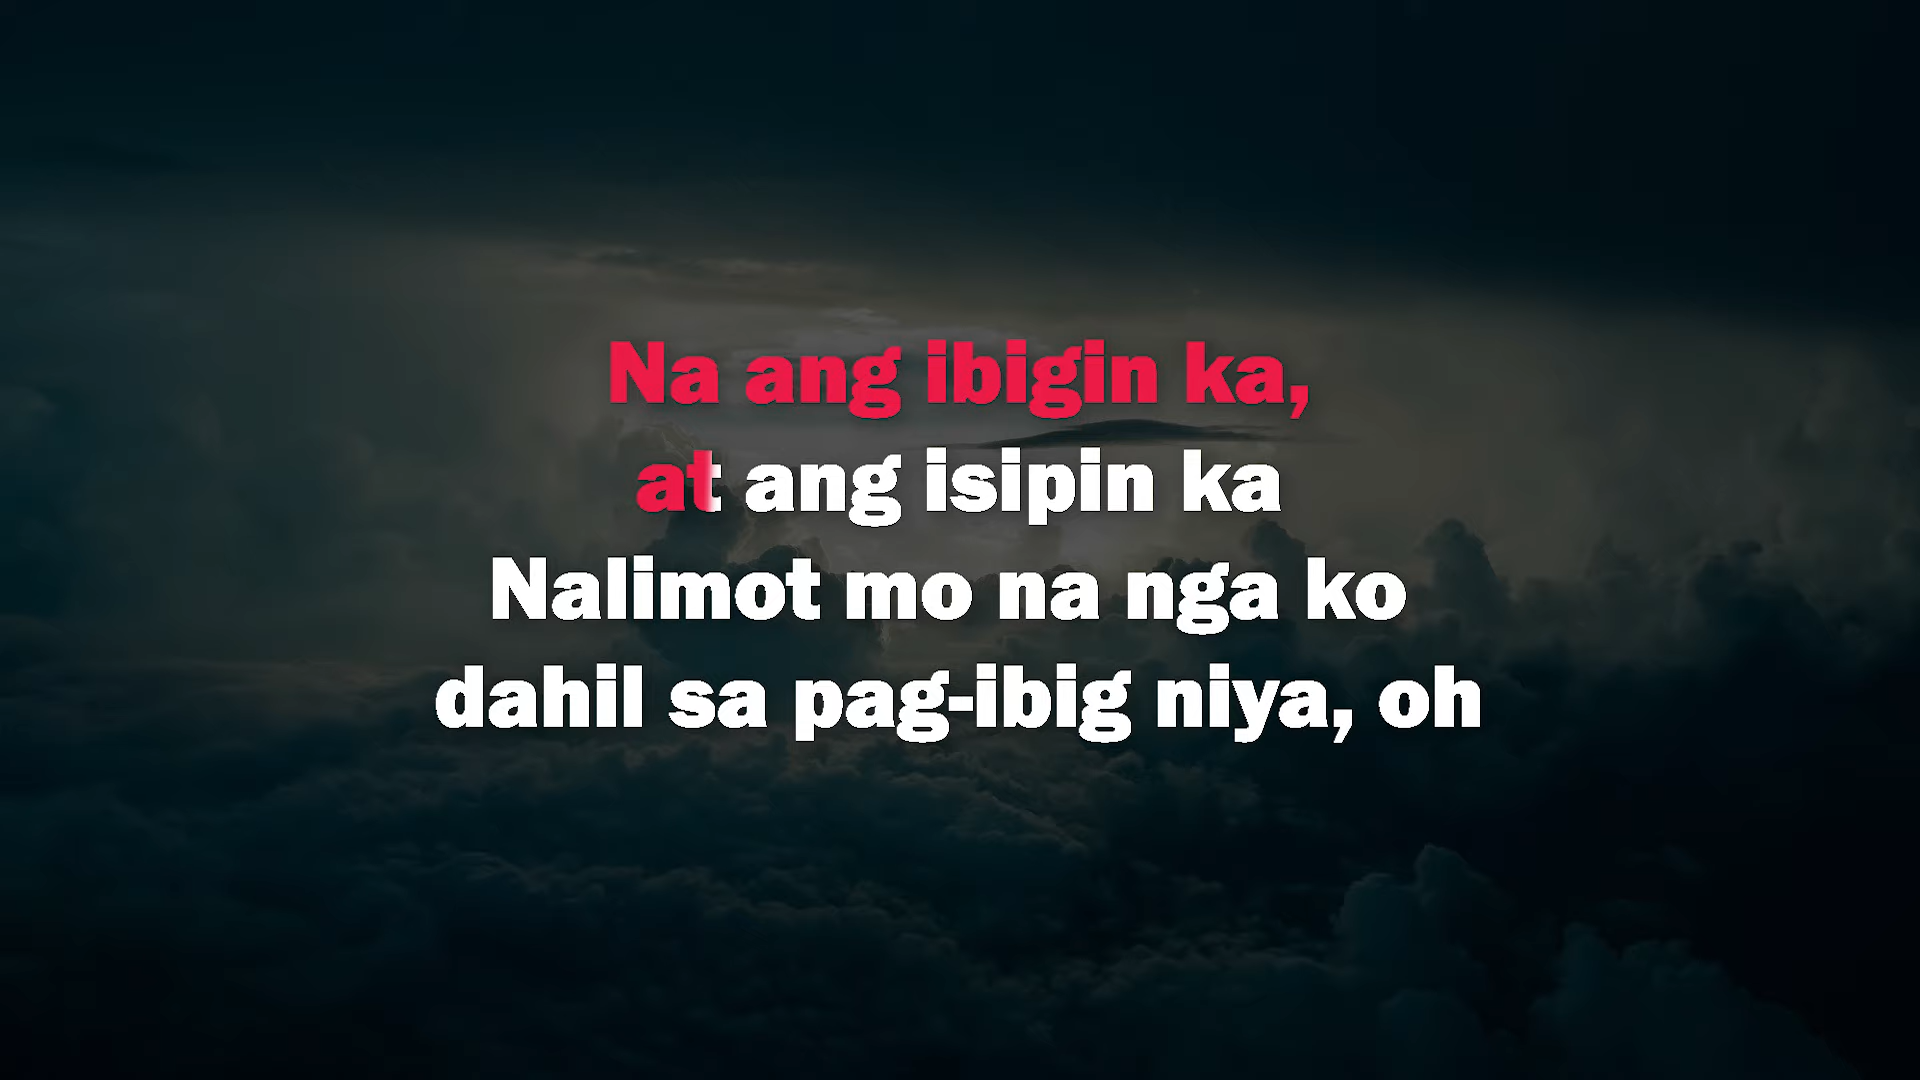 Na ang ibigin ka,
at ang isipin ka
Nalimot mo na nga ko
dahil sa pag-ibig niya, oh